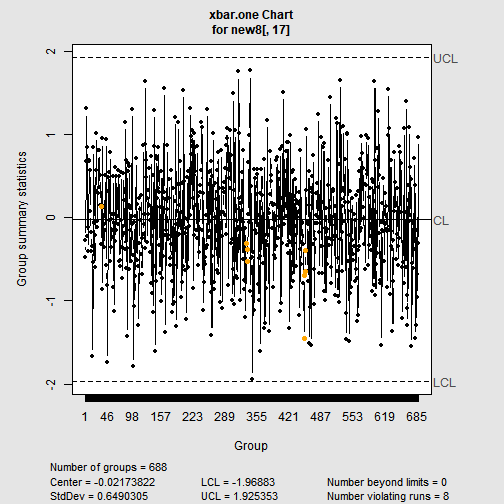 xbar.one Chart
for new8[, 17]
UCL
2
1
0
-1
-2
Group summary statistics
CL
LCL
1 46 98 157 223 289 355 421 487 553 619 685
Group
Number of groups = 688
Center = -0.02173822 LCL = -1.96883 Number beyond limits = 0
StdDev = 0.6490305 UCL = 1.925353 Number violating runs = 8